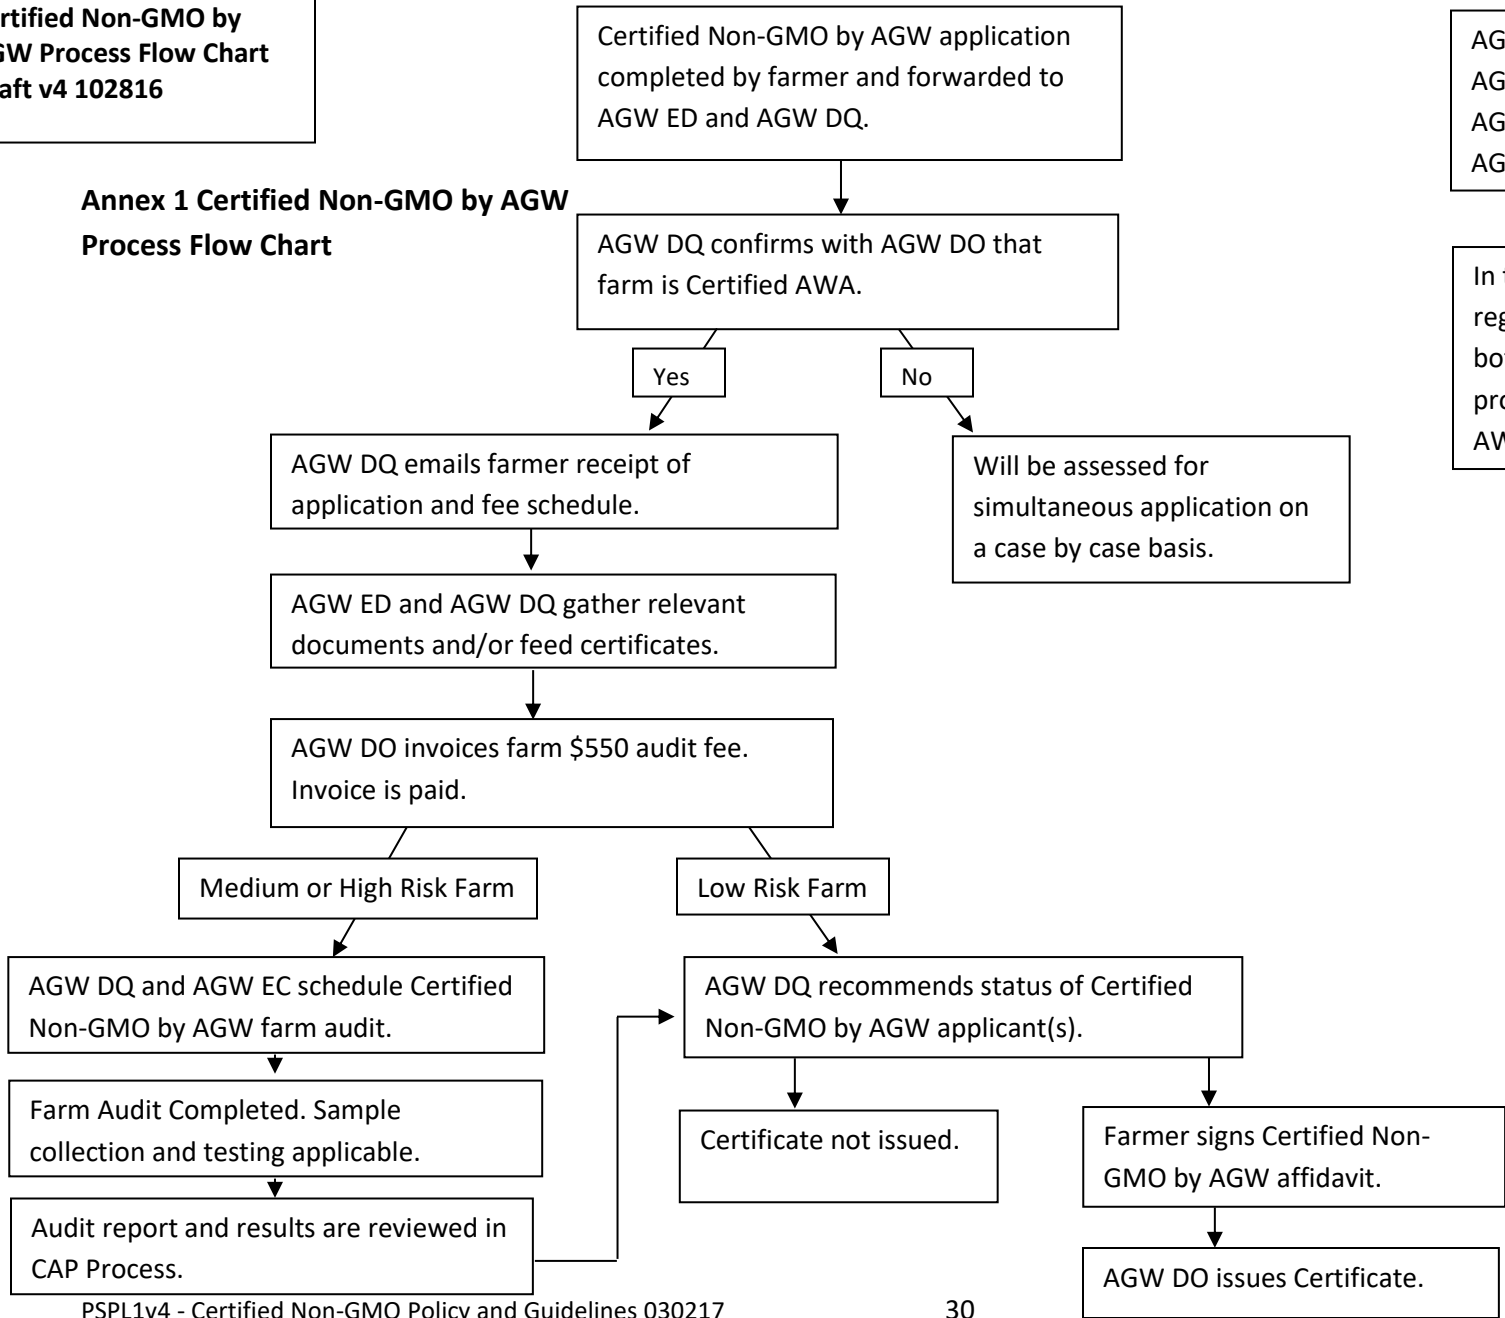 Certified Non-GMO by AGW application
completed by farmer and forwarded to
AGW ED and AGW DQ.
Non-GMO by
Process Flow Chart
v4 102816
Annex 1 Certified Non-GMO by AGW
Process Flow Chart
AGW DQ confirms with AGW DO that
farm is Certified AWA.
Yes
No
AGW DQ emails farmer receipt of
application and fee schedule.
Will be assessed for
simultaneous application on
a case by case basis.
AGW ED and AGW DQ gather relevant
documents and/or feed certificates.
AGW DO invoices farm $550 audit fee.
Invoice is paid.
Medium or High Risk Farm
Low Risk Farm
AGW DQ and AGW EC schedule Certified
Non-GMO by AGW farm audit.
AGW DQ recommends status of Certified
Non-GMO by AGW applicant(s).
Farm Audit Completed. Sample
collection and testing applicable.
Certificate not issued.
Farmer signs Certified Non-
GMO by AGW affidavit.
Audit report and results are reviewed in
CAP Process.
AGW DO issues Certificate.
PSPL1v4 - Certified Non-GMO Policy and Guidelines 030217
30